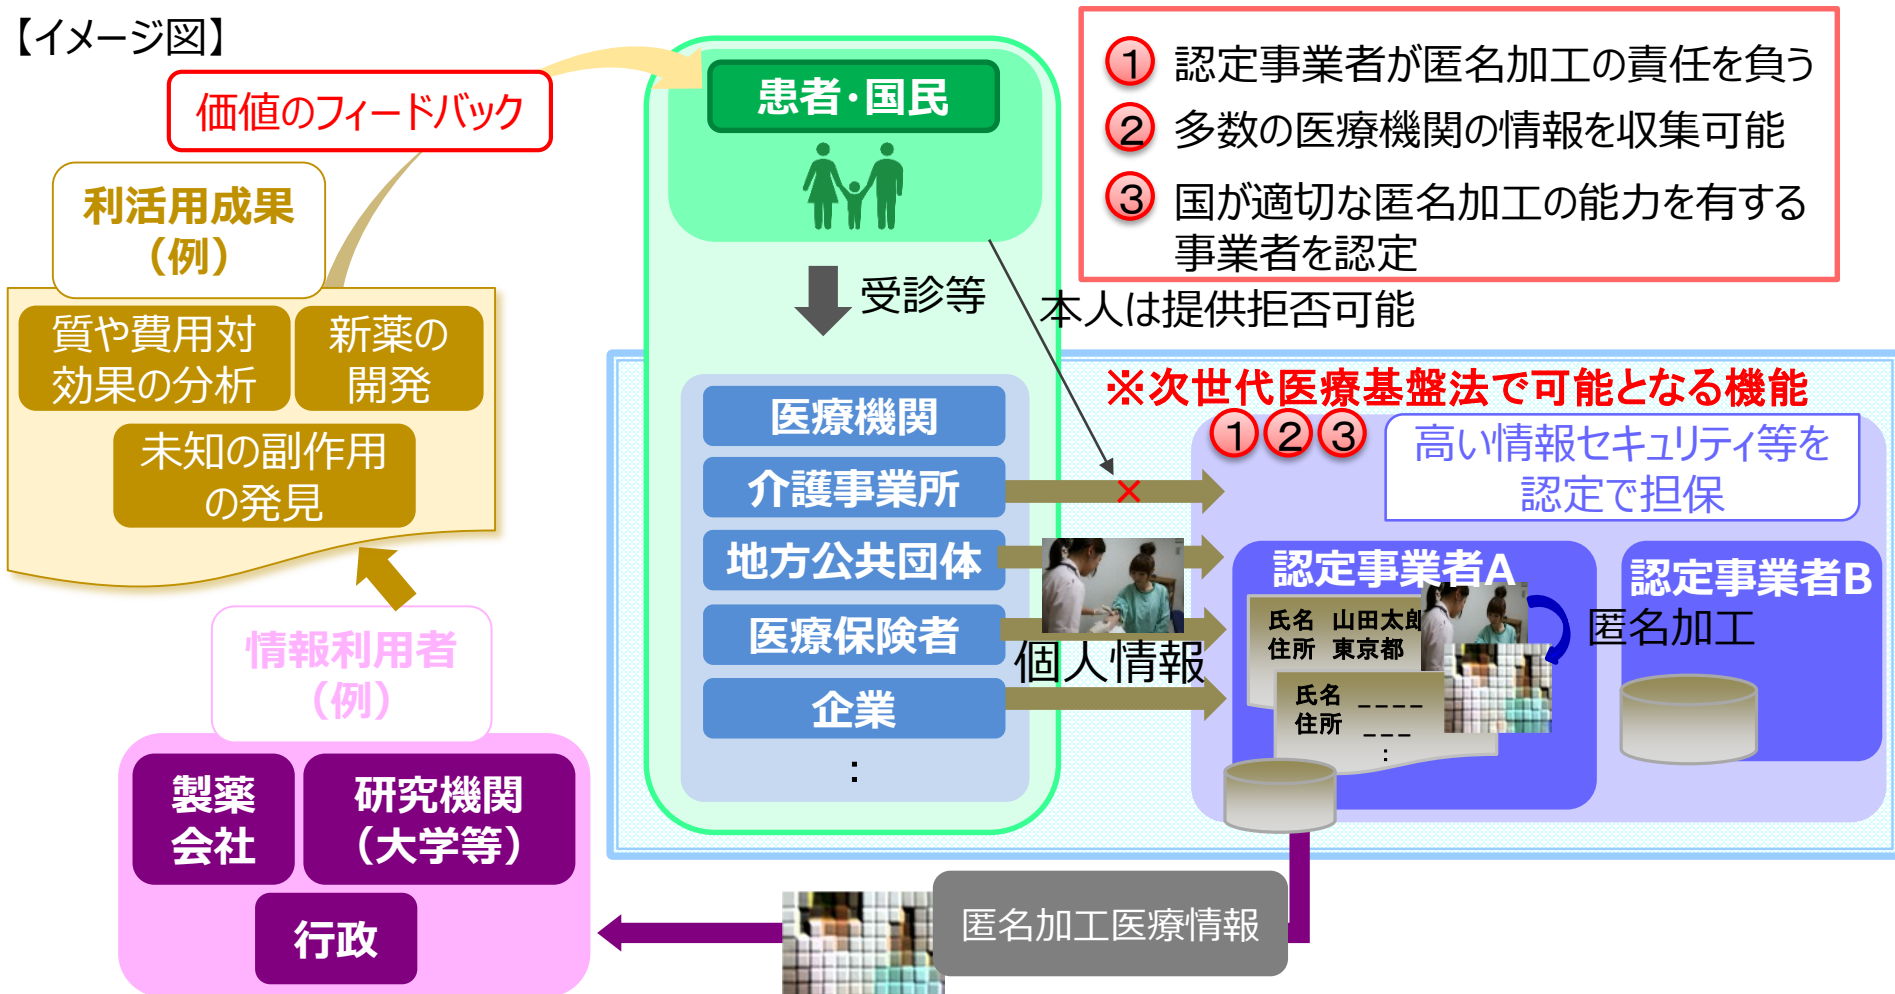 【イメージ図】
価値のフィードバック
利活用成果
（例）
質や費用対
効果の分析
新薬の
開発
未知の副作用
の発見
情報利用者
（例）
製薬
会社
研究機関
（大学等）
行政
患者・国民
受診等
本人は提供拒否可能
① 認定事業者が匿名加工の責任を負う
② 多数の医療機関の情報を収集可能
③ 国が適切な匿名加工の能力を有する
事業者を認定
※次世代医療基盤法で可能となる機能
①②③
高い情報セキュリティ等を
認定で担保
医療機関
介護事業所
地方公共団体
医療保険者
企業
：
×
個人情報
認定事業者A
氏名 山田太郎
住所 東京都
氏名 ____
住所 ___
：
匿名加工
認定事業者B
匿名加工医療情報